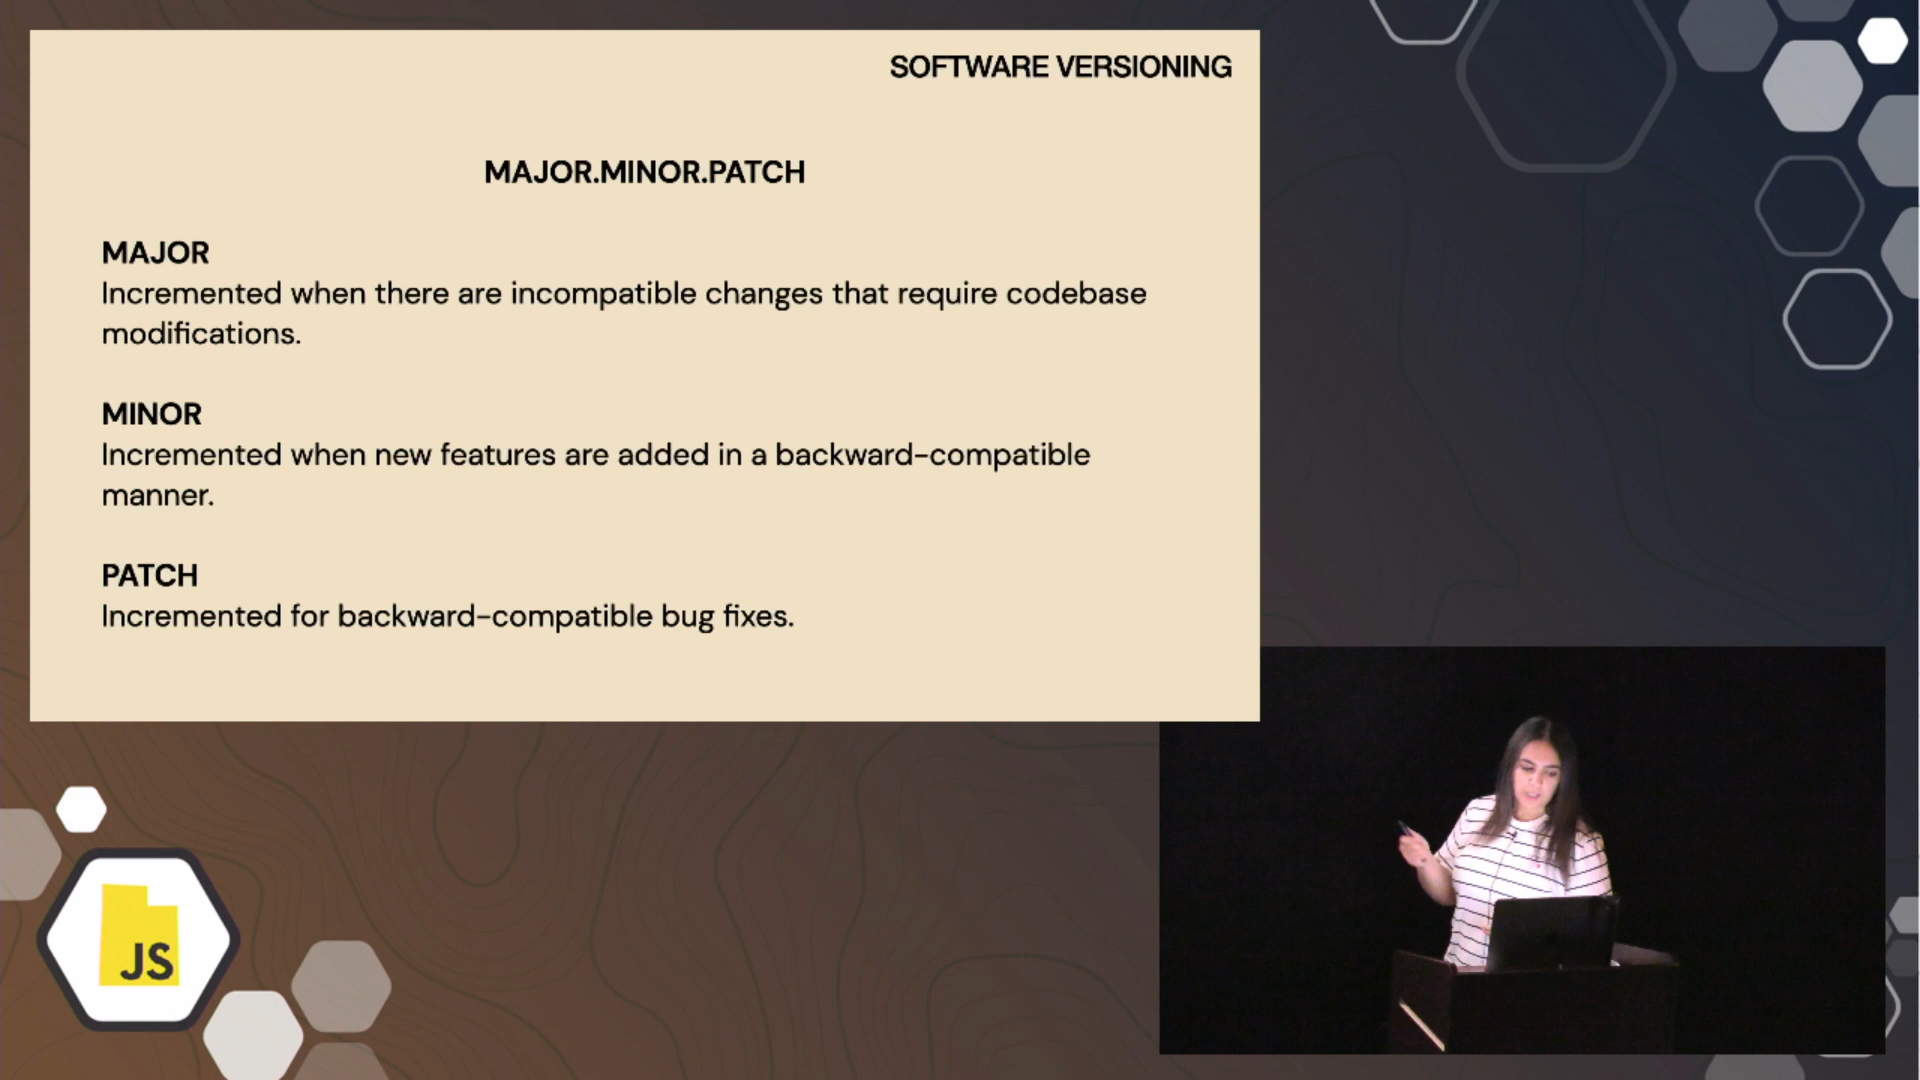 SOFTWARE VERSIONING
MAJOR.MINOR.PATCH
MAJOR
Incremented when there are incompatible changes that require codebase
modifications.
MINOR
Incremented when new features are added in a backward-compatible
manner.
PATCH
Incremented for backward-compatible bug fixes.
JS